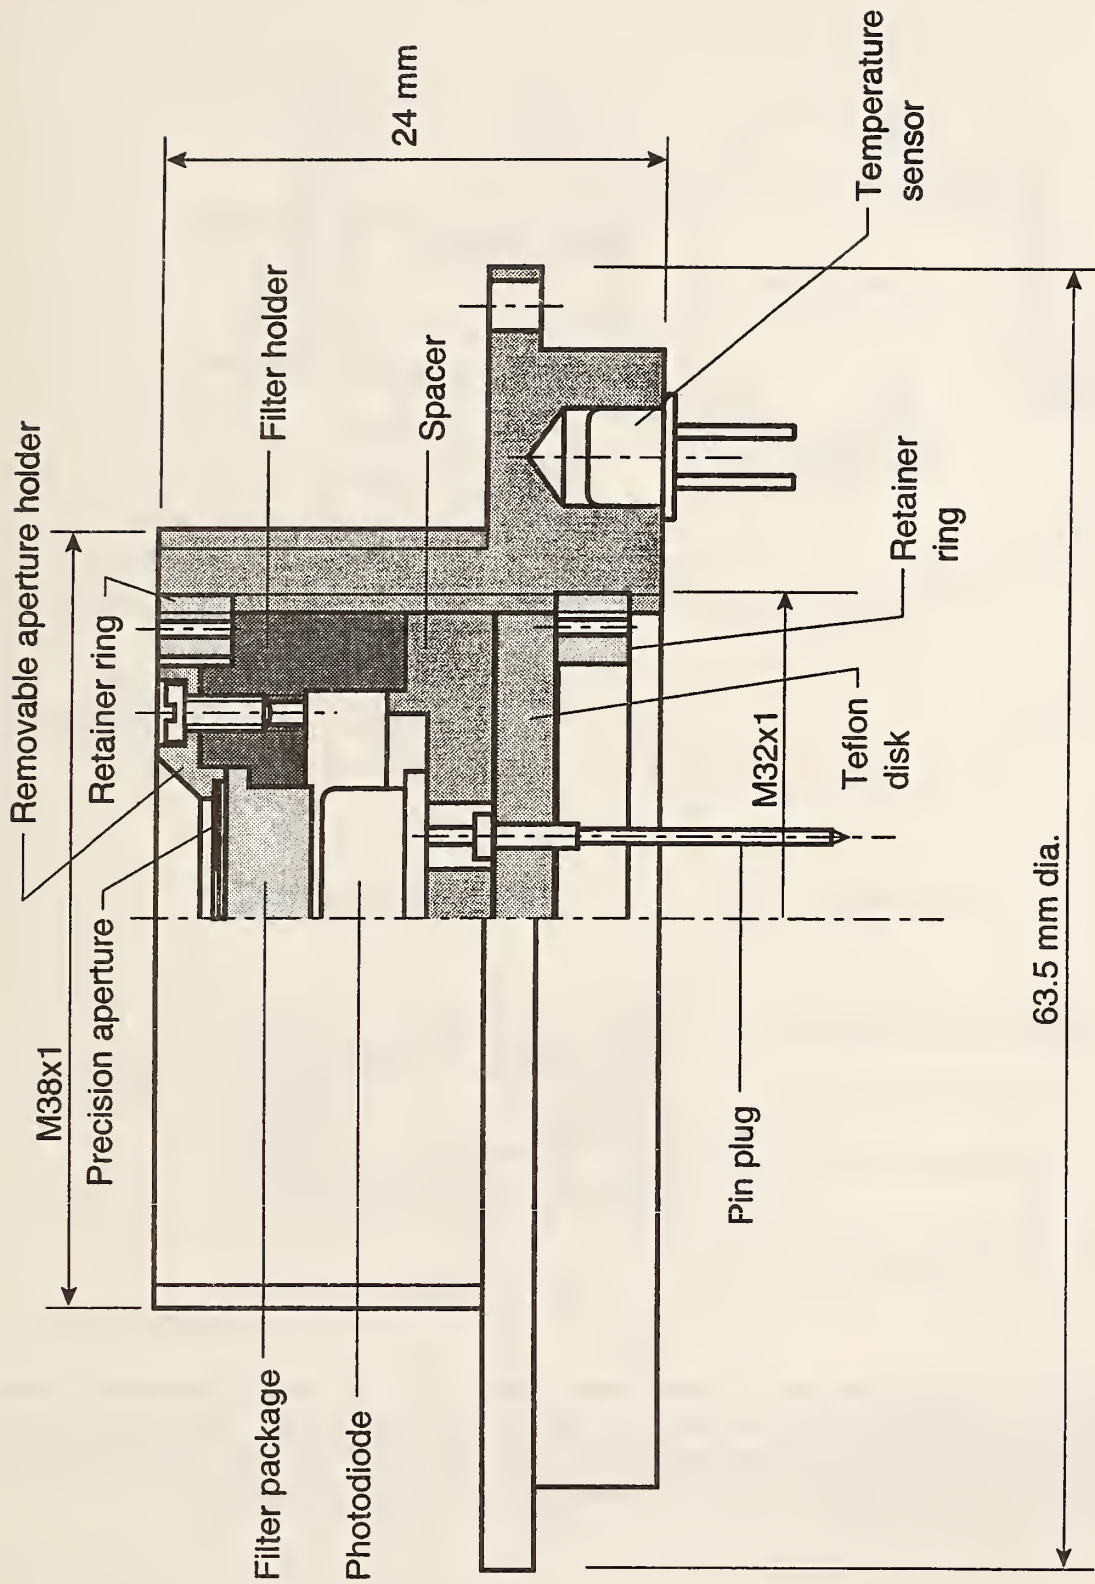 Removable aperture holder
Retainer ring
Precision aperture
M38x1
Filter package
Photodiode
Filter holder
Spacer
24 mm
Temperature
sensor
Retainer
ring
Teflon
disk
M32x1
Pin plug
63.5 mm dia.